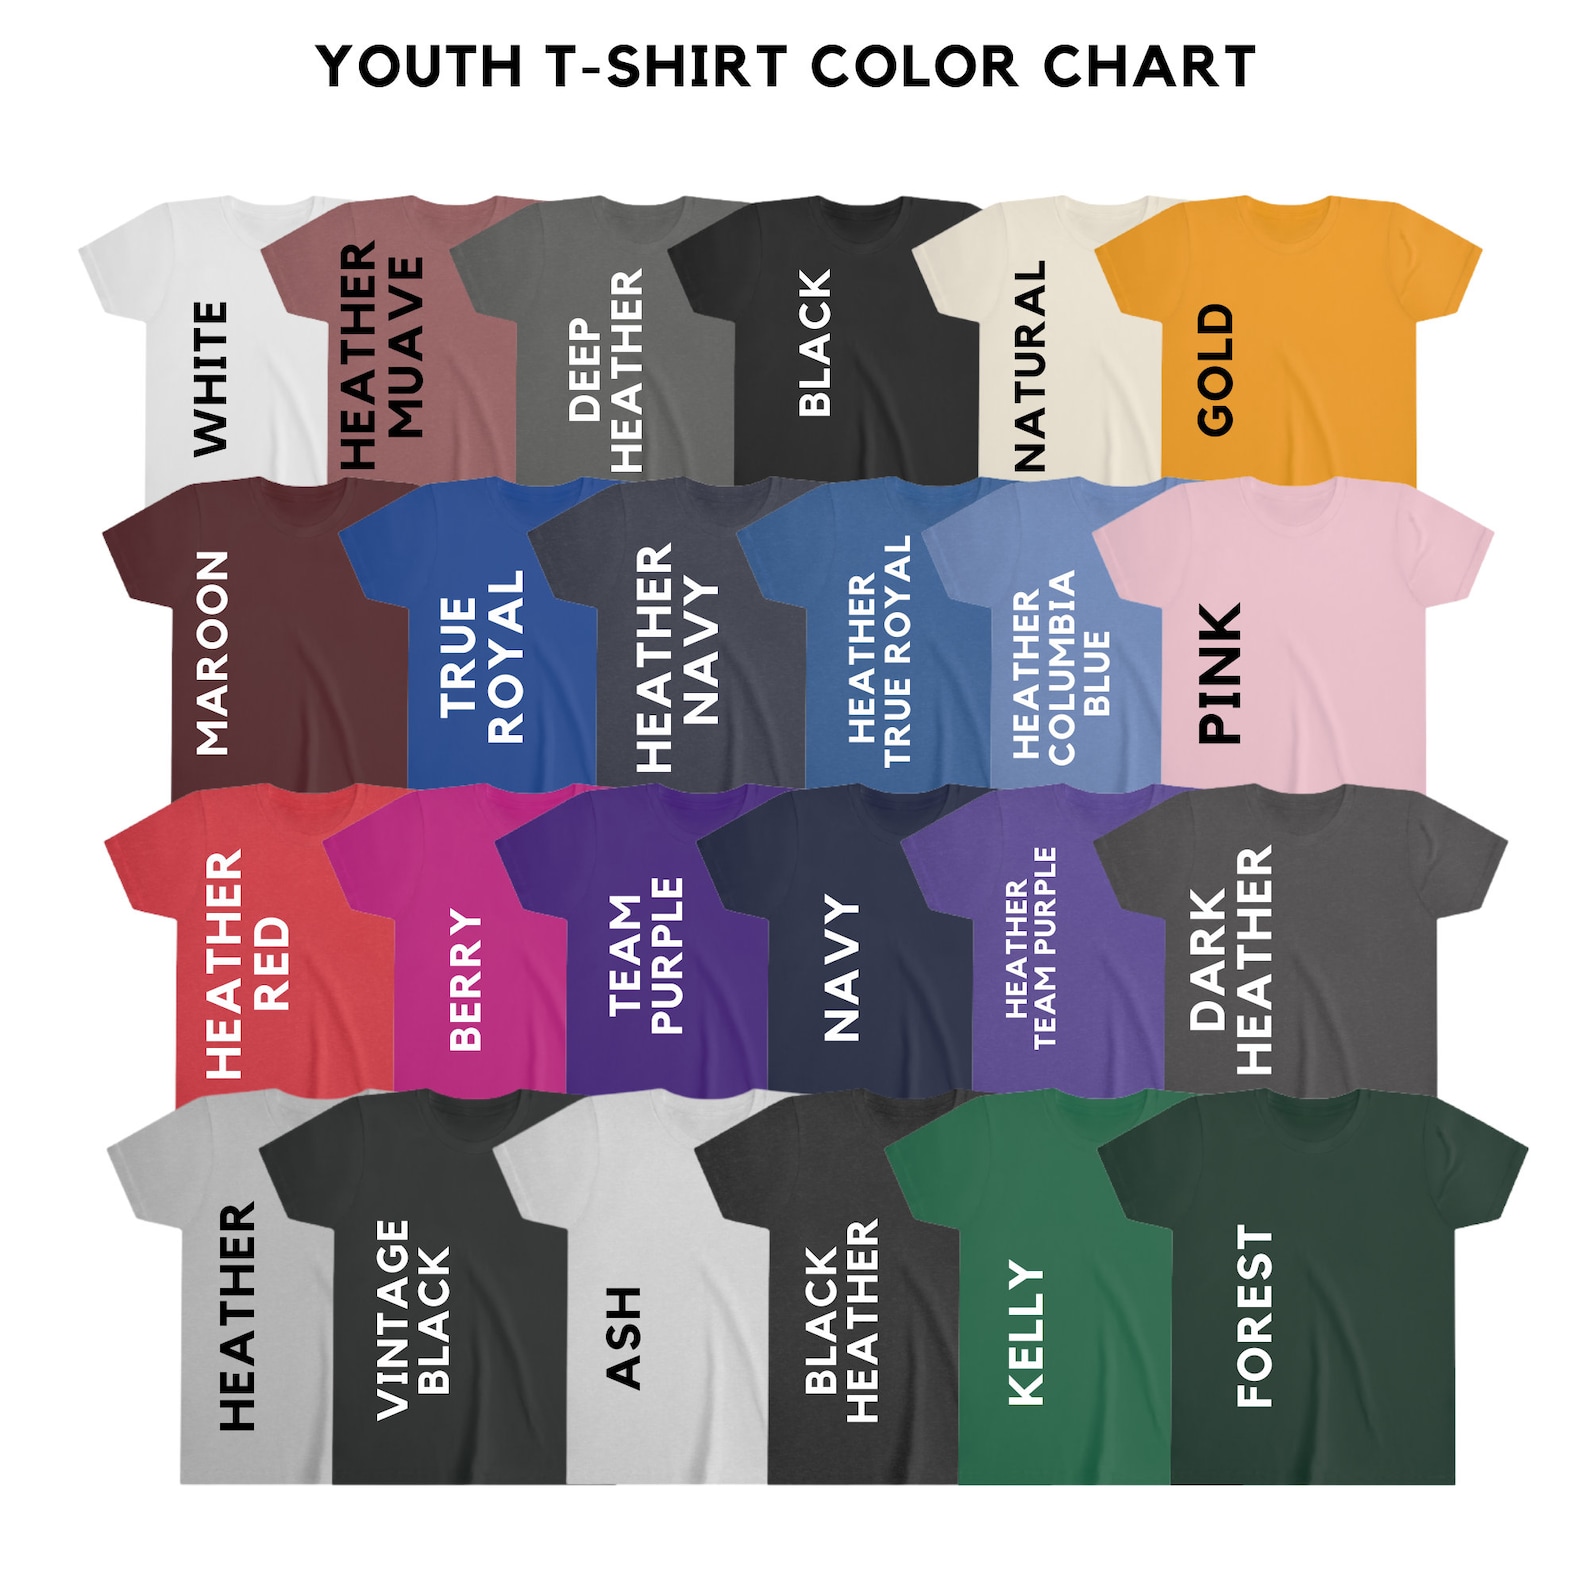 YOUTH T-SHIRT COLOR CHART
WHITE
HEATHER
MUAVE
DEEP
HEATHER
BLACK
NATURAL
GOLD
MAROON
TRUE
ROYAL
HEATHER
NAVY
HEATHER
TRUE ROYAL
HEATHER
COLUMBIA
BLUE
PINK
HEATHER
RED
BERRY
TEAM
PURPLE
NAVY
HEATHER
TEAM PURPLE
DARK
HEATHER
HEATHER
VINTAGE
BLACK
ASH
BLACK
HEATHER
KELLY
FOREST